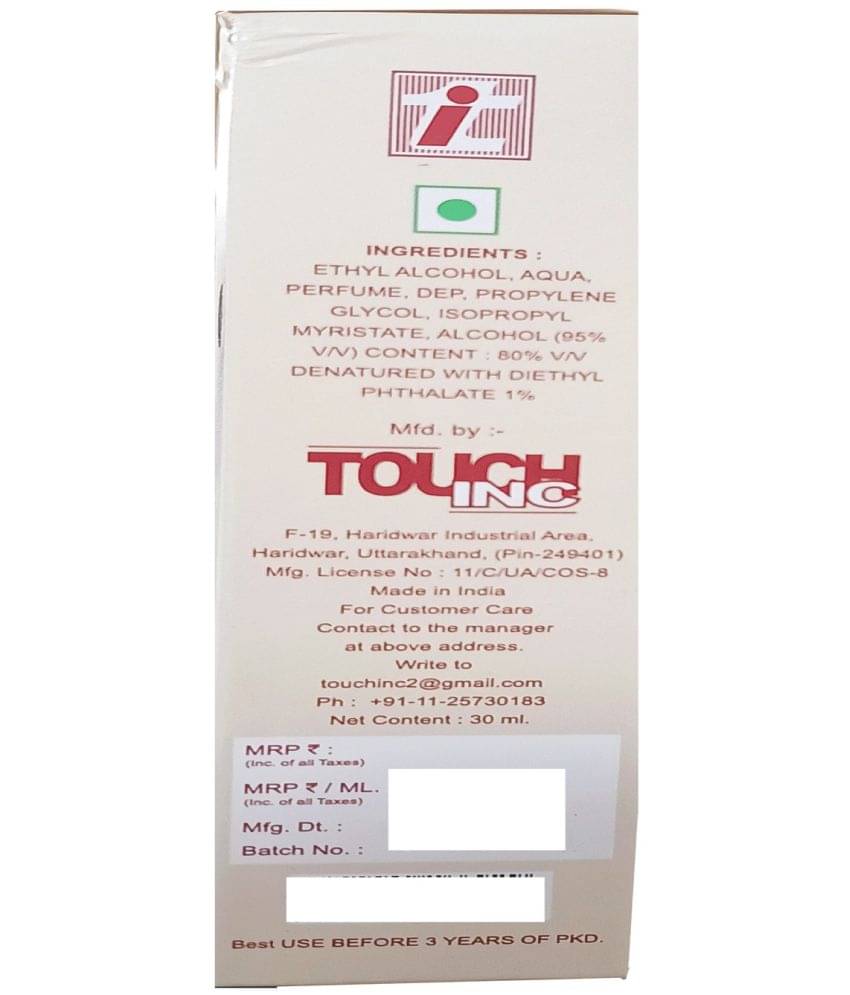 INGREDIENTS :
ETHYL ALCOHOL, AQUA,
PERFUME, DEP, PROPYLENE
GLYCOL, ISOPROPYL
MYRISTATE, ALCOHOL (95%
V/V) CONTENT : 80% V/V
DENATURED WITH DIETHYL
PHTHALATE 1%
Mfd. by :-
TOUCH
INC
F-19, Haridwar Industrial Area,
Haridwar, Uttarakhand, (Pin-249401)
Mfg. License No : 11/C/UA/COS-8
Made in India
For Customer Care
Contact to the manager
at above address.
Write to
touchinc2@gmail.com
Ph : +91-11-25730183
Net Content : 30 ml.
MRP ₹ :
(Inc. of all Taxes)
MRP ₹ / ML.
(Inc. of all Taxes)
Mfg. Dt. :
Batch No. :
Best USE BEFORE 3 YEARS OF PKD.